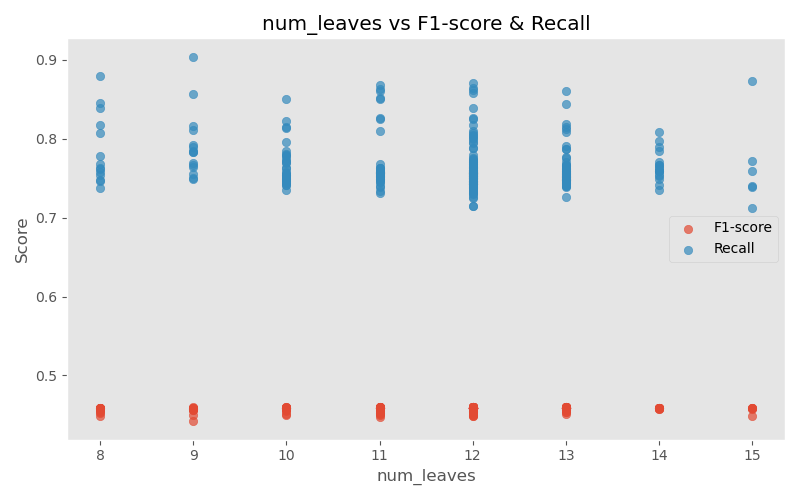 num_leaves vs F1-score & Recall
0.9
0.8
0.7
0.6
0.5
Score
F1-score
Recall
8 9 10 11 12 13 14 15
num_leaves